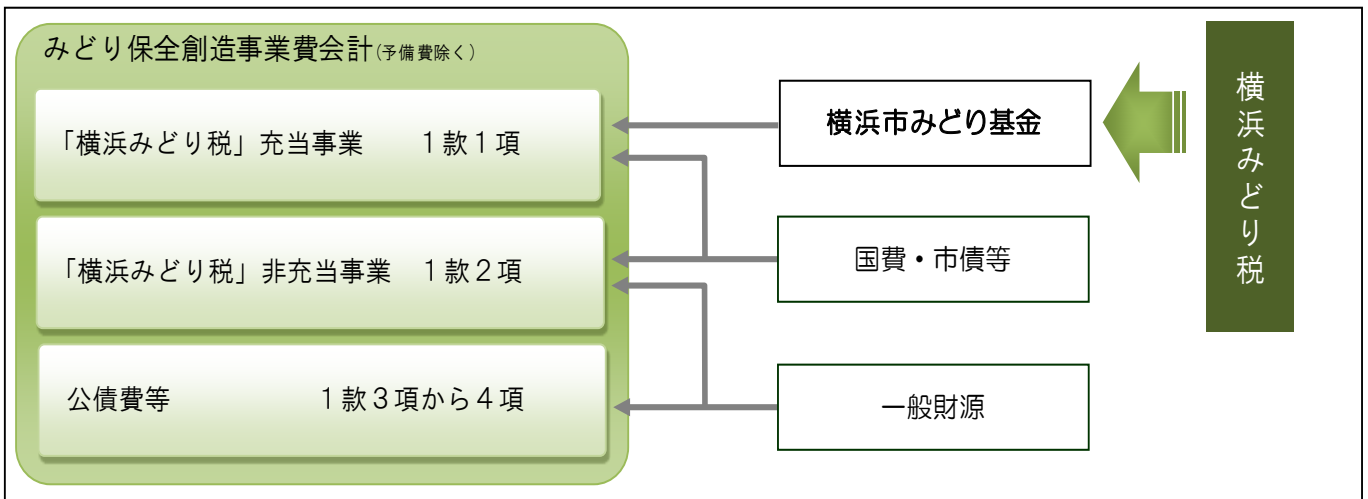 みどり保全創造事業費会計(予備費除く)
「横浜みどり税」充当事業　　１款１項
「横浜みどり税」非充当事業　１款２項
公債費等　　　　　１款３項から４項
横浜市みどり基金
国費・市債等
一般財源
横浜みどり税